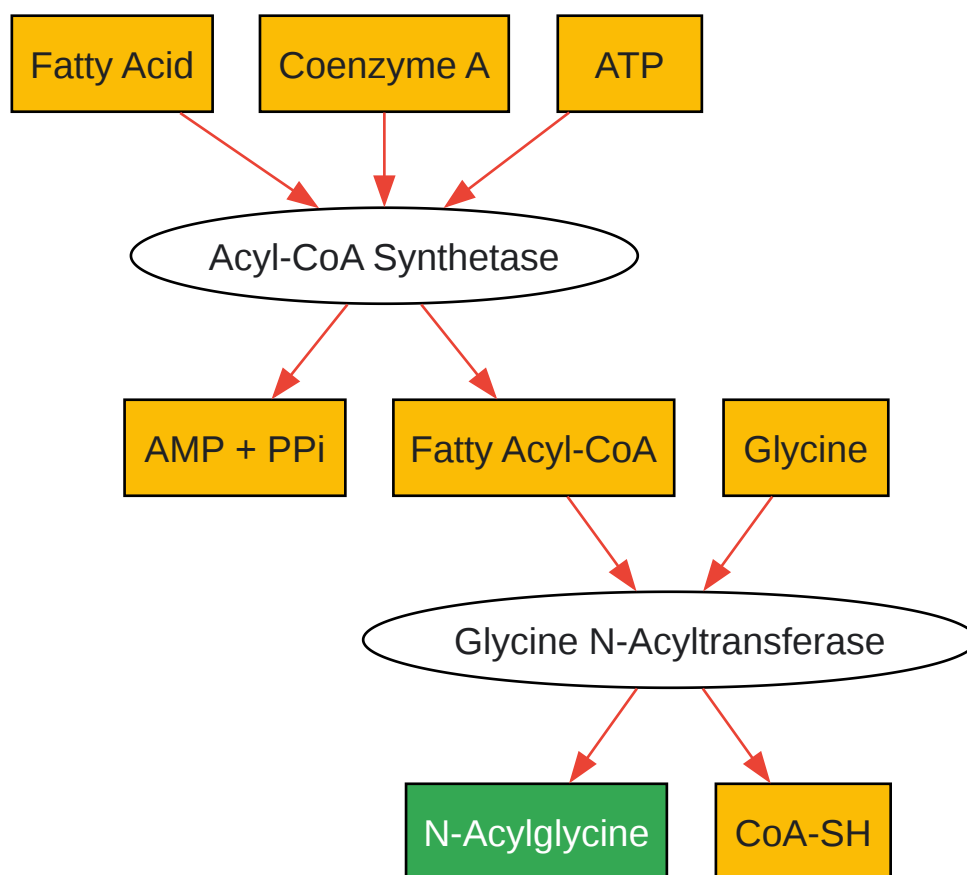 Fatty Acid
Coenzyme A
ATP
Acyl-CoA Synthetase
AMP + PPi
Fatty Acyl-CoA
Glycine
Glycine N-Acyltransferase
N-Acylglycine
CoA-SH